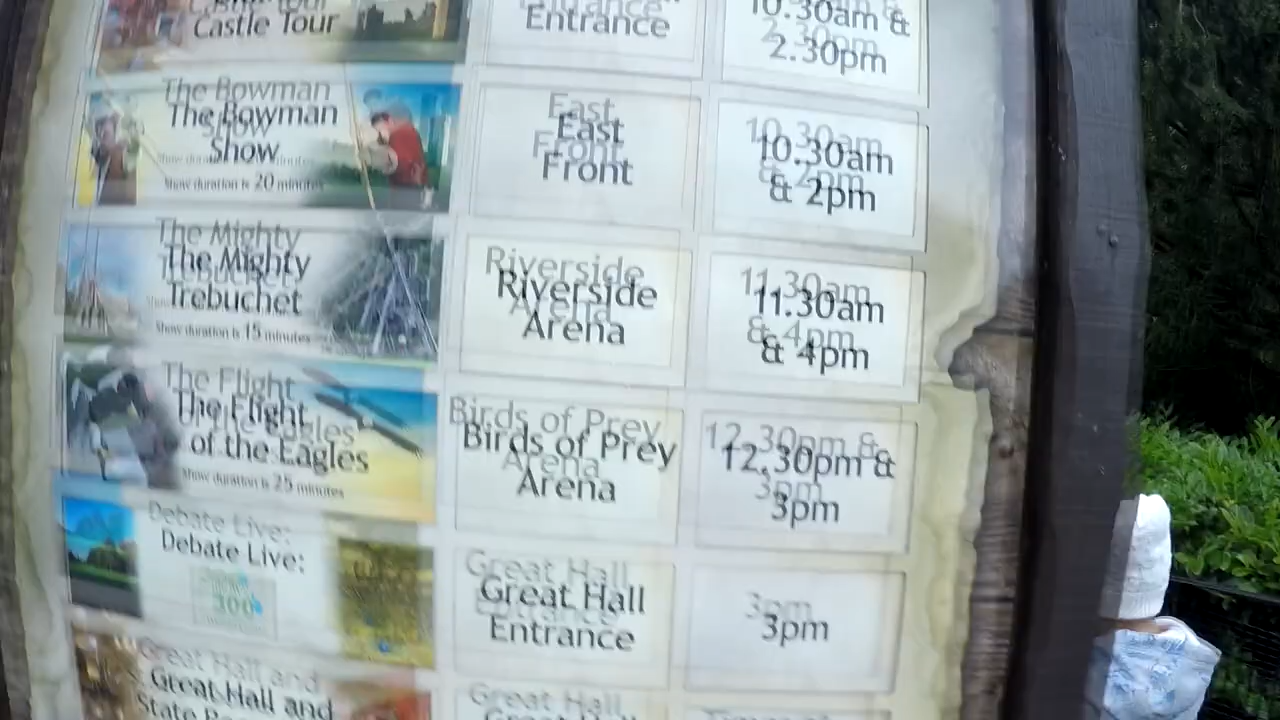 Castle Tour
Entrance
10.30am &
2.30pm
The Bowman
Show
Show duration is 20 minutes
East
Front
10.30am
& 2pm
The Mighty
Trebuchet
Show duration is 15 minutes
Riverside
Arena
11.30am
& 4pm
The Flight
of the Eagles
Show duration is 25 minutes
Birds of Prey
Arena
12.30pm &
3pm
Debate Live:
300
Great Hall
Entrance
3pm
Great Hall and
State
Great Hall